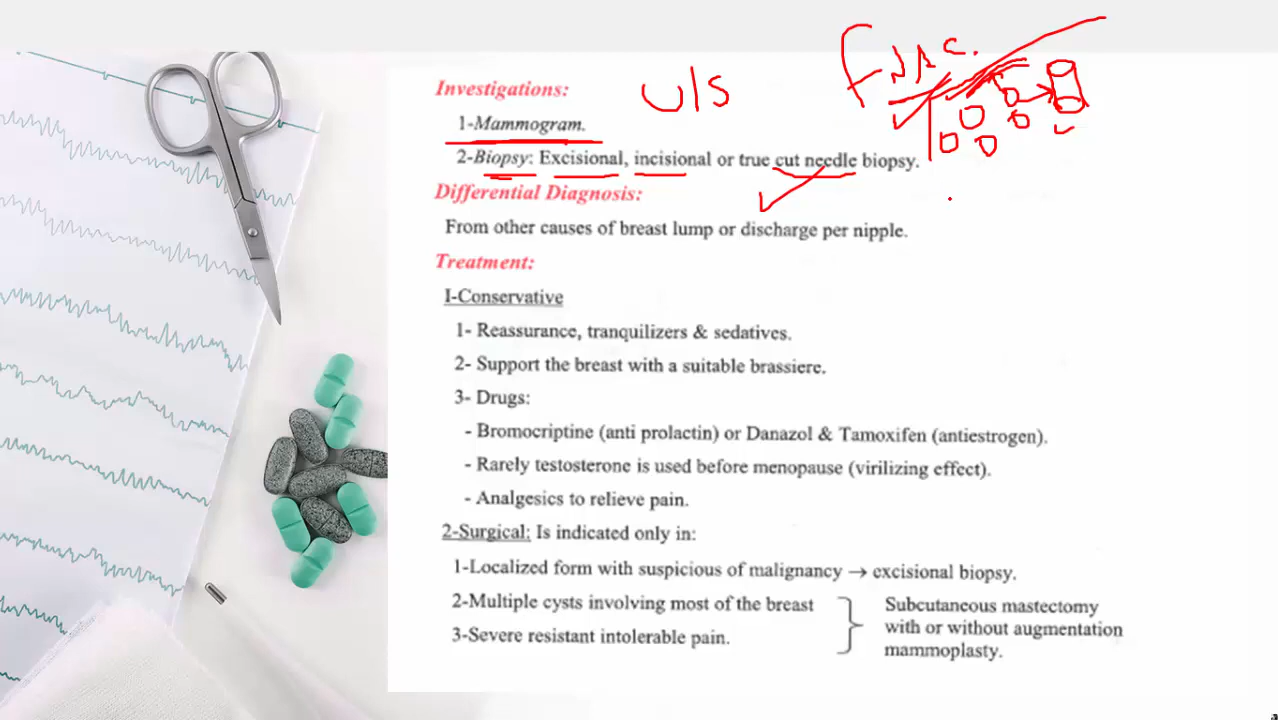 FNAC.
Investigations:
U/S
1-Mammogram.
2-Biopsy: Excisional, incisional or true cut needle biopsy.
Differential Diagnosis:
From other causes of breast lump or discharge per nipple.
Treatment:
I-Conservative
1- Reassurance, tranquilizers & sedatives.
2- Support the breast with a suitable brassiere.
3- Drugs:
- Bromocriptine (anti prolactin) or Danazol & Tamoxifen (antiestrogen).
- Rarely testosterone is used before menopause (virilizing effect).
- Analgesics to relieve pain.
2-Surgical: Is indicated only in:
1-Localized form with suspicious of malignancy → excisional biopsy.
2-Multiple cysts involving most of the breast
3-Severe resistant intolerable pain.
Subcutaneous mastectomy
with or without augmentation
mammoplasty.